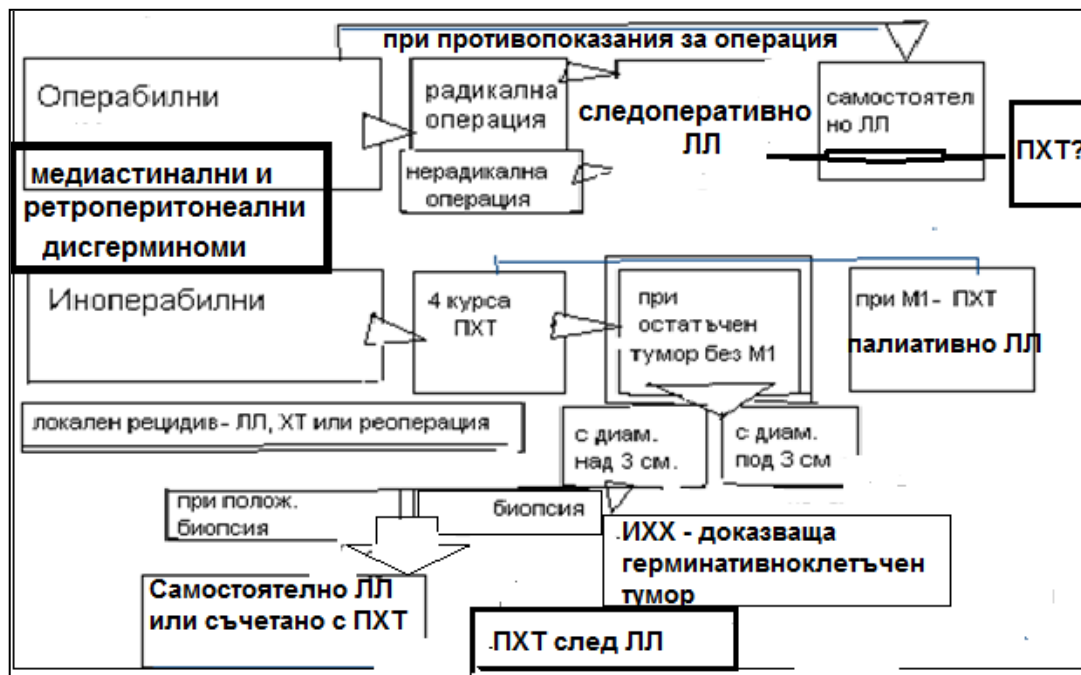 при противопоказания за операция
Операбилни
радикална
операция
нерадикална
операция
следоперативно
ЛЛ
самостоятел
но ЛЛ
ПХТ?
медиастинални и
ретроперитонеални
дисгерминоми
Иноперабилни
4 курса
ПХТ
при
остатъчен
тумор без М1
при М1- ПХТ
палиативно ЛЛ
локален рецидив- ЛЛ, ХТ или реоперация
с диам.
над 3 см.
с диам.
под 3 см
при полож.
биопсия
биопсия
.ИХХ - доказваща
герминативноклетъчен
тумор
Самостоятелно ЛЛ
или съчетано с ПХТ
.ПХТ след ЛЛ